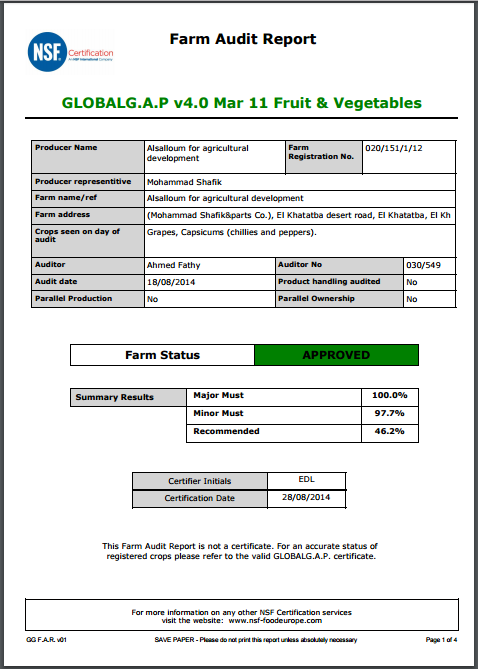 NSF
Certification
An NSF International Company
Farm Audit Report
GLOBALG.A.P v4.0 Mar 11 Fruit & Vegetables
Producer Name
Alsalloum for agricultural
development
Farm
Registration No.
020/151/1/12
Producer representitive
Mohammad Shafik
Farm name/ref
Alsalloum for agricultural development
Farm address
(Mohammad Shafik&parts Co.), El Khatatba desert road, El Khatatba, El Kh
Crops seen on day of
audit
Grapes, Capsicums (chillies and peppers).
Auditor
Ahmed Fathy
Auditor No
030/549
Audit date
18/08/2014
Product handling audited
No
Parallel Production
No
Parallel Ownership
No
Farm Status
APPROVED
Summary Results
Major Must
100.0%
Minor Must
97.7%
Recommended
46.2%
Certifier Initials
EDL
Certification Date
28/08/2014
This Farm Audit Report is not a certificate. For an accurate status of
registered crops please refer to the valid GLOBALG.A.P. certificate.
For more information on any other NSF Certification services
visit the website:  www.nsf-foodeurope.com
GG F.A.R. v01
SAVE PAPER - Please do not print this report unless absolutely necessary
Page 1 of 4